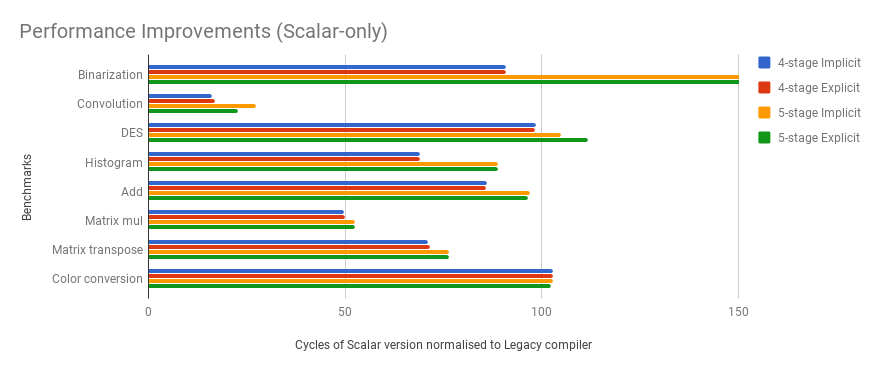 Performance Improvements (Scalar-only)
Binarization
Convolution
DES
Histogram
Add
Matrix mul
Matrix transpose
Color conversion
Benchmarks
0 50 100 150
Cycles of Scalar version normalised to Legacy compiler
4-stage Implicit
4-stage Explicit
5-stage Implicit
5-stage Explicit